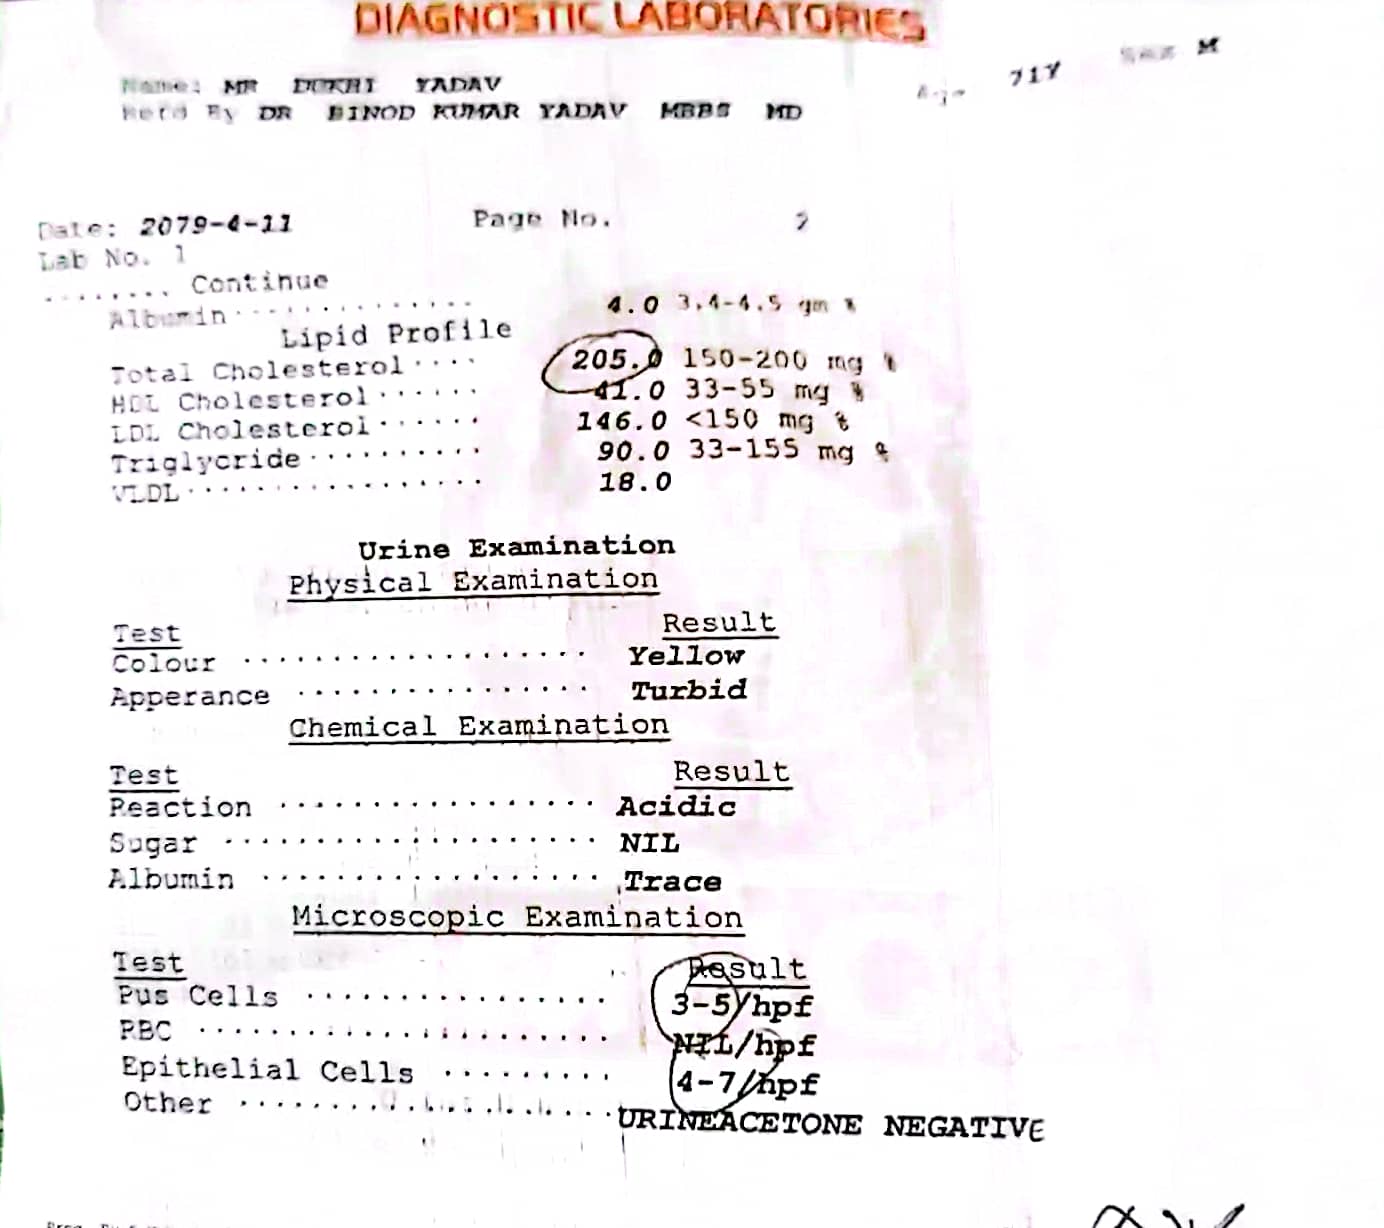 DIAGNOSTIC LABORATORIES
Name: MR DUKHI YADAV Age 71Y Sex M
Refd By DR BINOD KUMAR YADAV MBBS MD
Date: 2079-4-11 Page No. 2
Lab No. 1
........ Continue
Albumin.............. 4.0 3.4-4.5 gm %
Lipid Profile
Total Cholesterol.... 205.0 150-200 mg %
HDL Cholesterol...... 41.0 33-55 mg %
LDL Cholesterol...... 146.0 <150 mg %
Triglycride.......... 90.0 33-155 mg %
VLDL................. 18.0
Urine Examination
Physical Examination
Test Result
Colour ................... Yellow
Apperance ................ Turbid
Chemical Examination
Test Result
Reaction .................. Acidic
Sugar ..................... NIL
Albumin ................... Trace
Microscopic Examination
Test Result
Pus Cells ................. 3-5/hpf
RBC ....................... NIL/hpf
Epithelial Cells .......... 4-7/hpf
Other ..................... URINEACETONE NEGATIVE